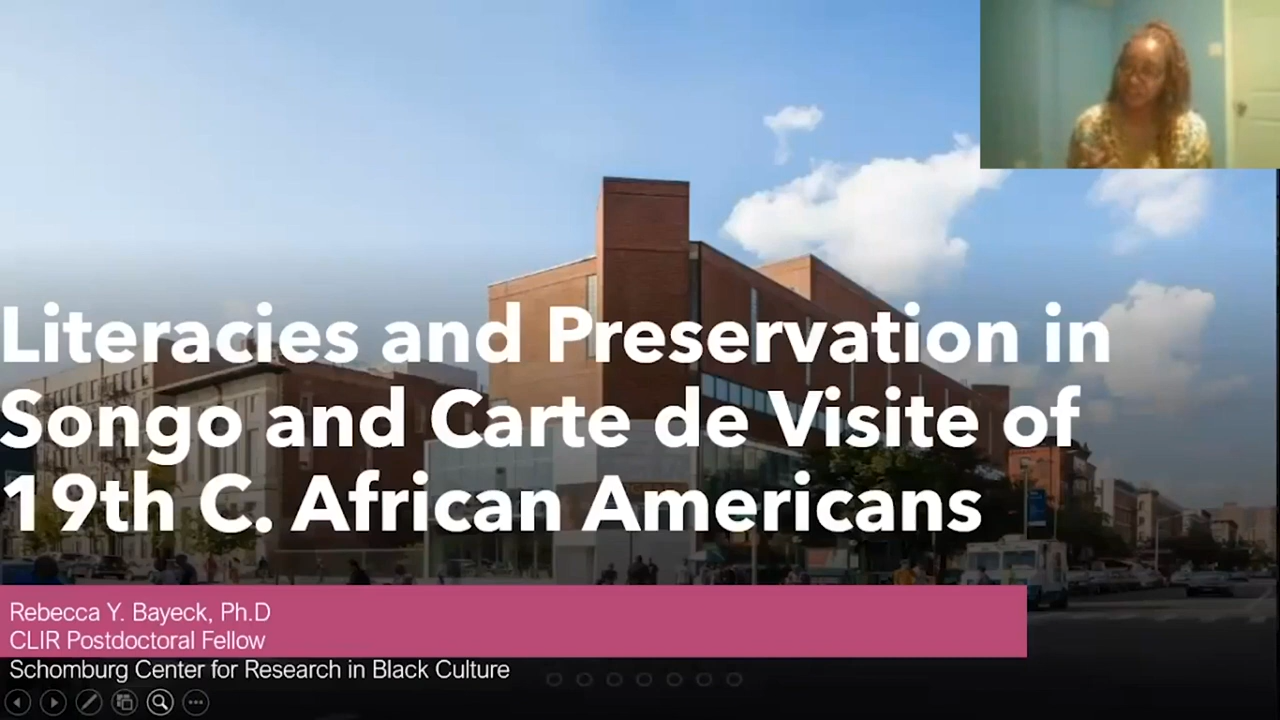 Literacies and Preservation in
Songo and Carte de Visite of
19th C. African Americans
Rebecca Y. Bayeck, Ph.D
CLIR Postdoctoral Fellow
Schomburg Center for Research in Black Culture